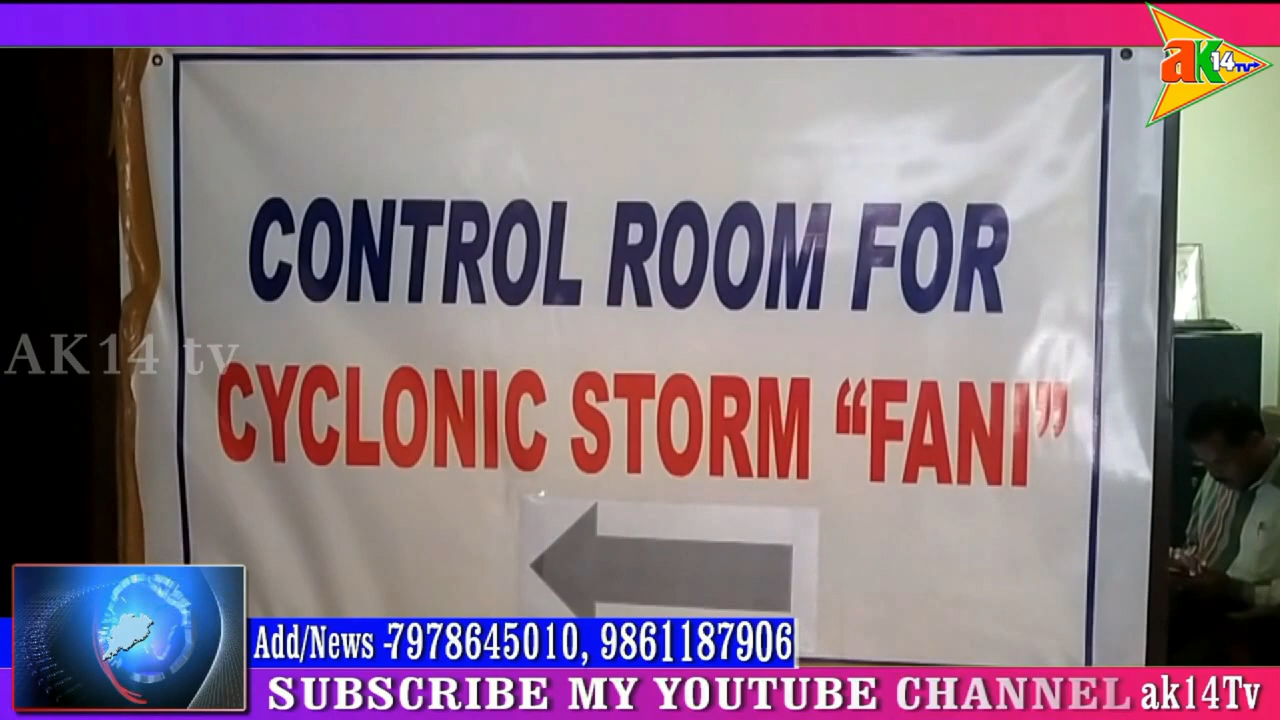 ak14TV
CONTROL ROOM FOR
AK14 tv
CYCLONIC STORM “FANI”
Add/News -7978645010, 9861187906
SUBSCRIBE MY YOUTUBE CHANNEL ak14Tv